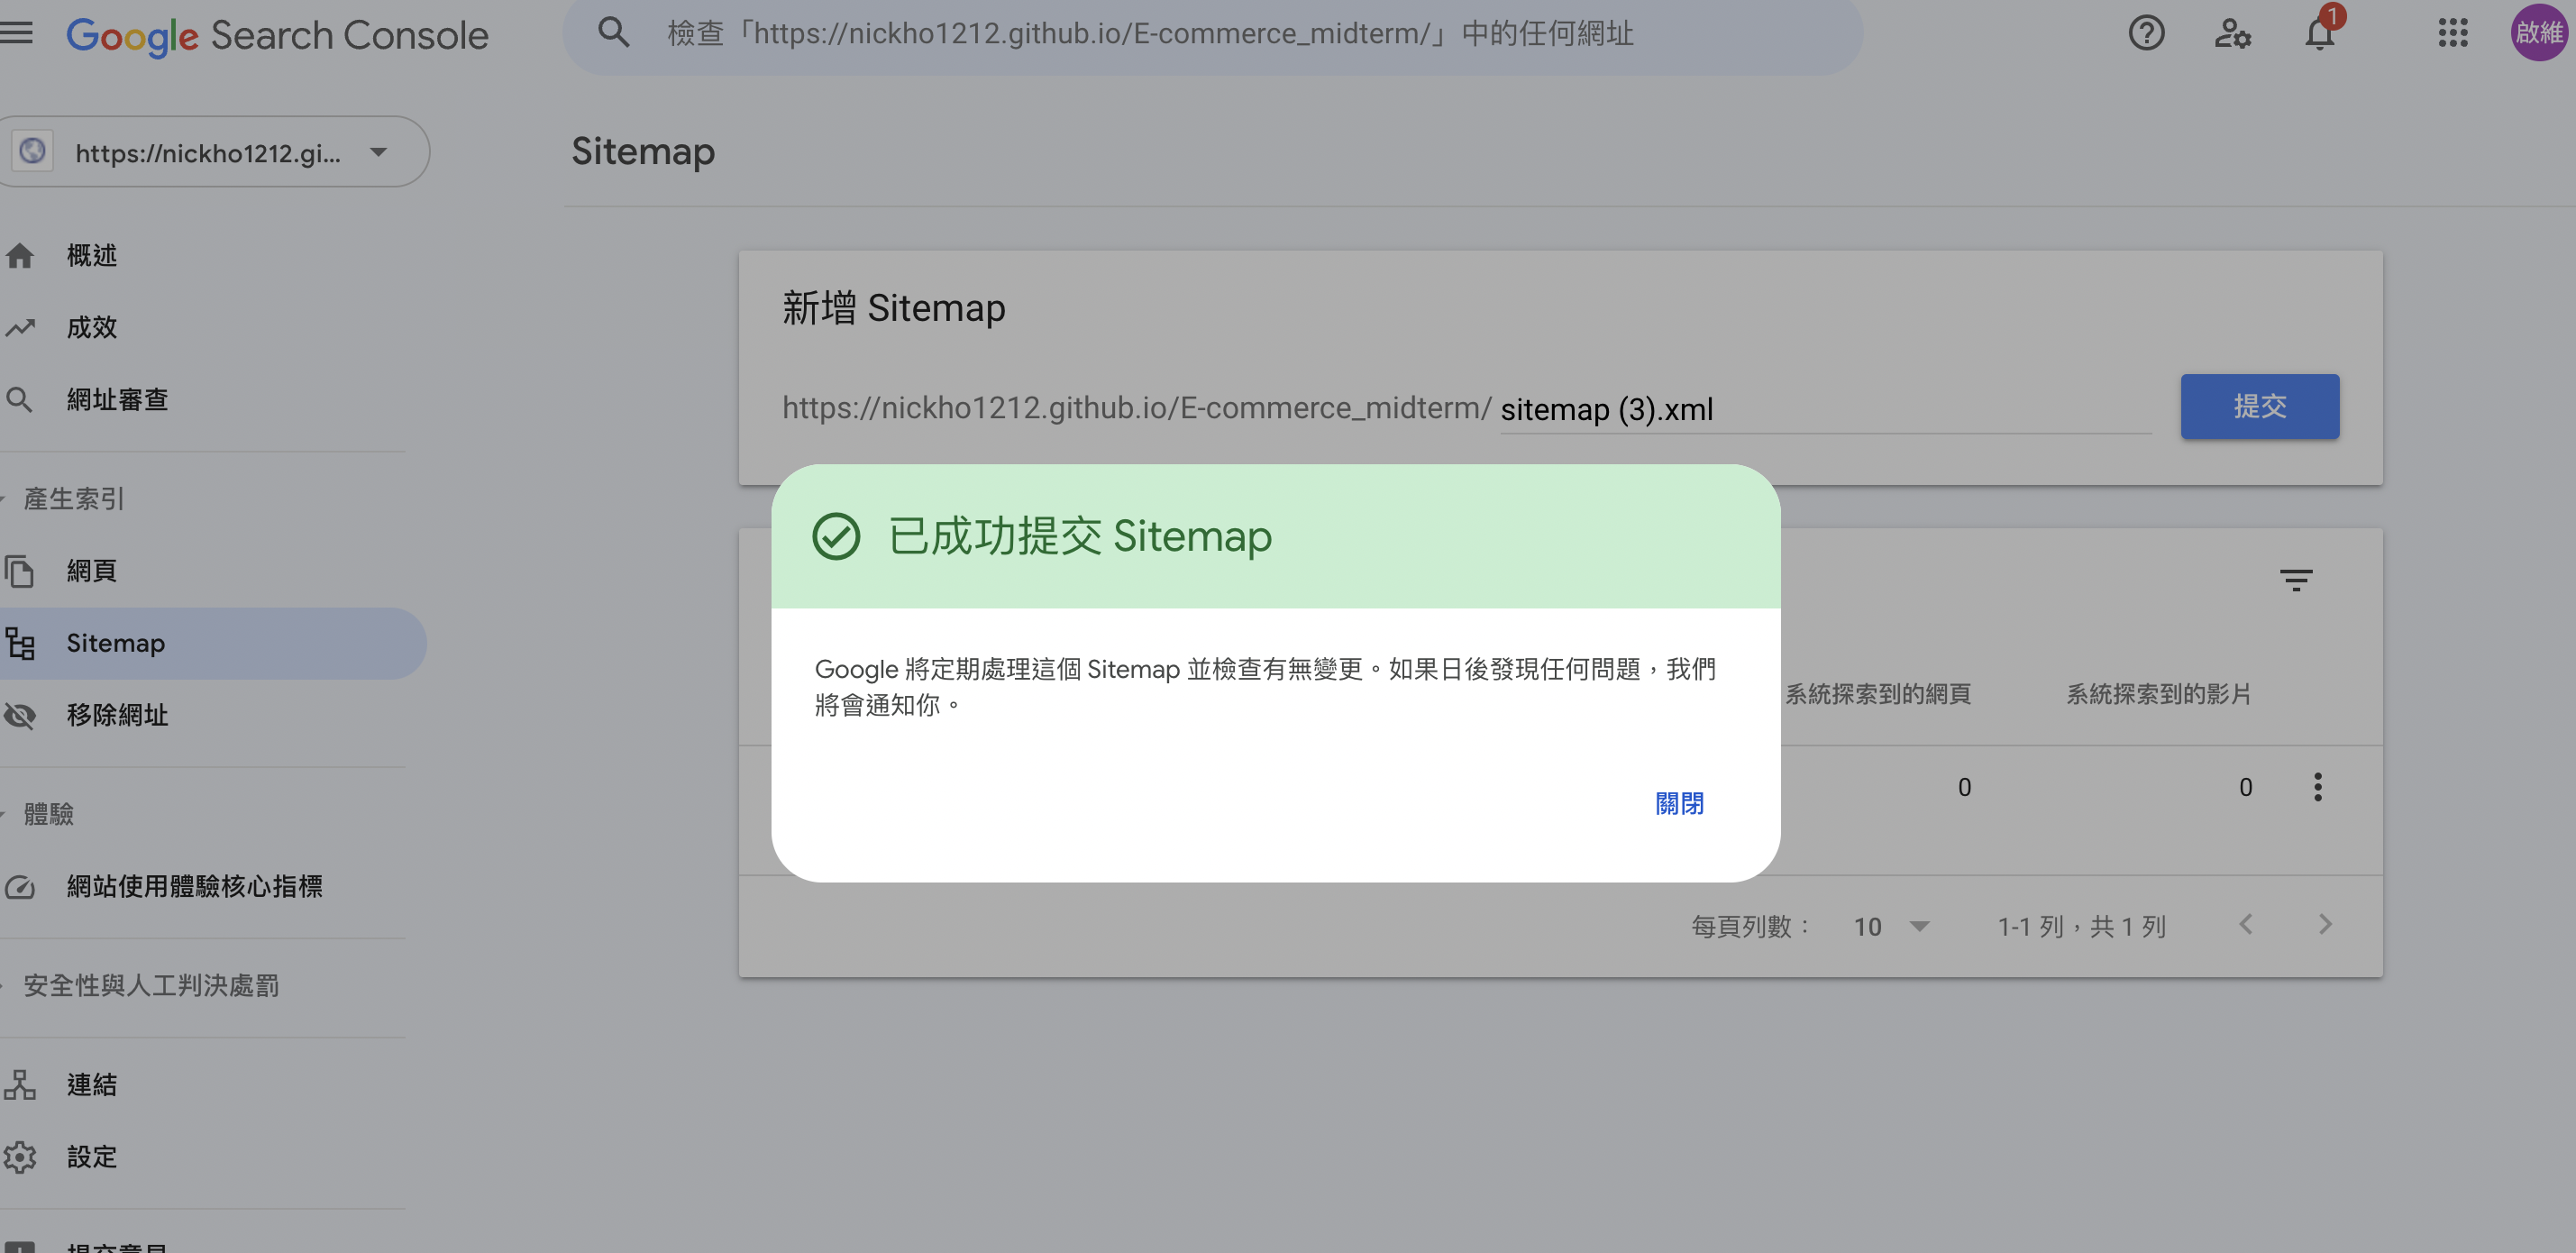 Google Search Console
檢查「https://nickho1212.github.io/E-commerce_midterm/」中的任何網址
1
啟維
https://nickho1212.gi...
Sitemap
概述
成效
網址審查
產生索引
網頁
Sitemap
移除網址
體驗
網站使用體驗核心指標
安全性與人工判決處罰
連結
設定
新增 Sitemap
https://nickho1212.github.io/E-commerce_midterm/ sitemap (3).xml
提交
已成功提交 Sitemap
Google 將定期處理這個 Sitemap 並檢查有無變更。如果日後發現任何問題，我們
將會通知你。
關閉
系統探索到的網頁 系統探索到的影片
0 0
每頁列數： 10 1-1 列，共 1 列